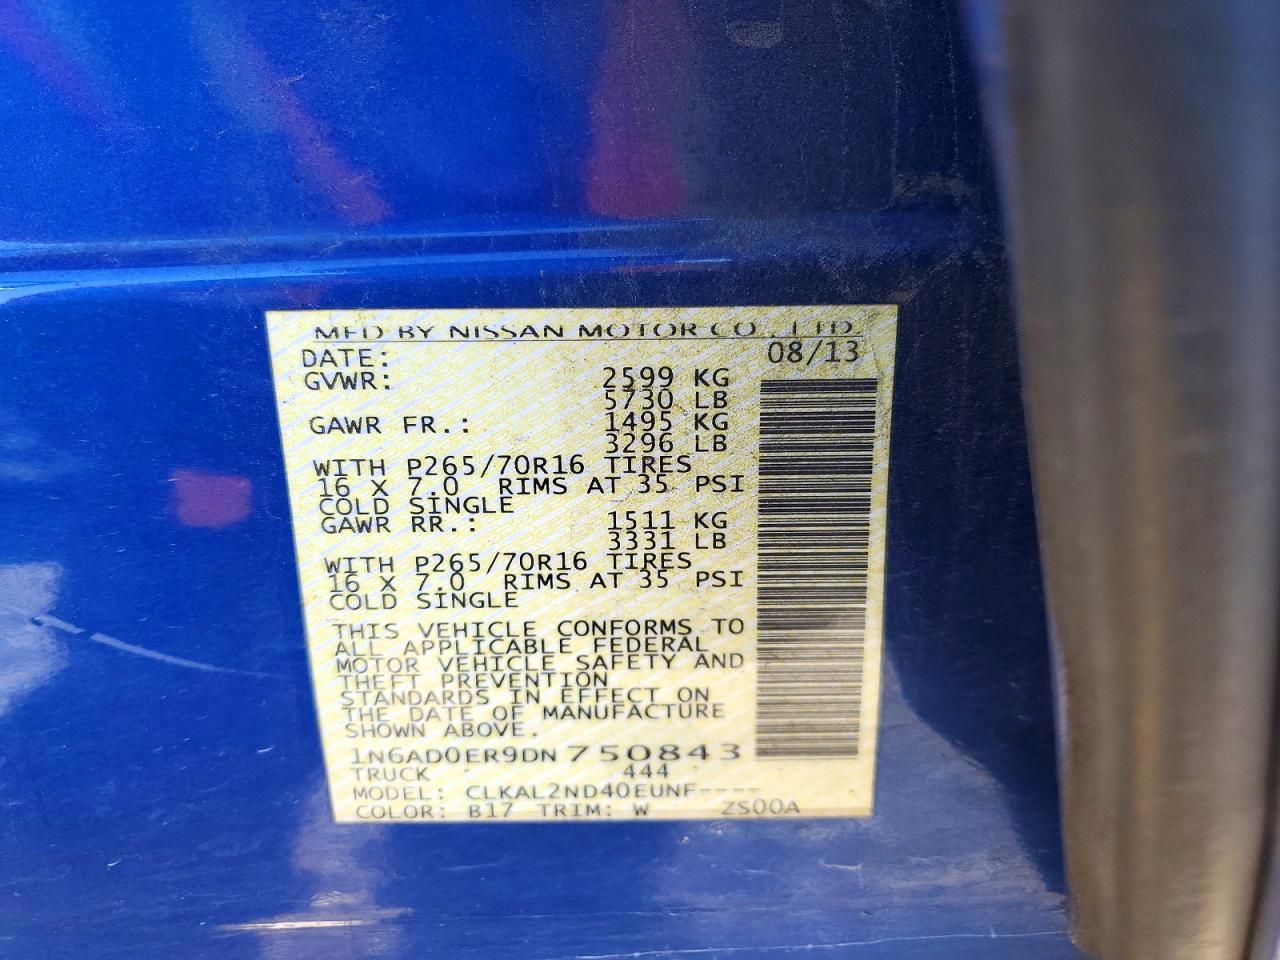 MFD BY NISSAN MOTOR CO., LTD.
DATE: 08/13
GVWR: 2599 KG
5730 LB
GAWR FR.: 1495 KG
3296 LB
WITH P265/70R16 TIRES
16 X 7.0 RIMS AT 35 PSI
COLD SINGLE
GAWR RR.: 1511 KG
3331 LB
WITH P265/70R16 TIRES
16 X 7.0 RIMS AT 35 PSI
COLD SINGLE
THIS VEHICLE CONFORMS TO
ALL APPLICABLE FEDERAL
MOTOR VEHICLE SAFETY AND
THEFT PREVENTION
STANDARDS IN EFFECT ON
THE DATE OF MANUFACTURE
SHOWN ABOVE.
1N6AD0ER9DN750843
TRUCK 444
MODEL: CLKAL2ND40EUNF----
COLOR: B17 TRIM: W ZS00A